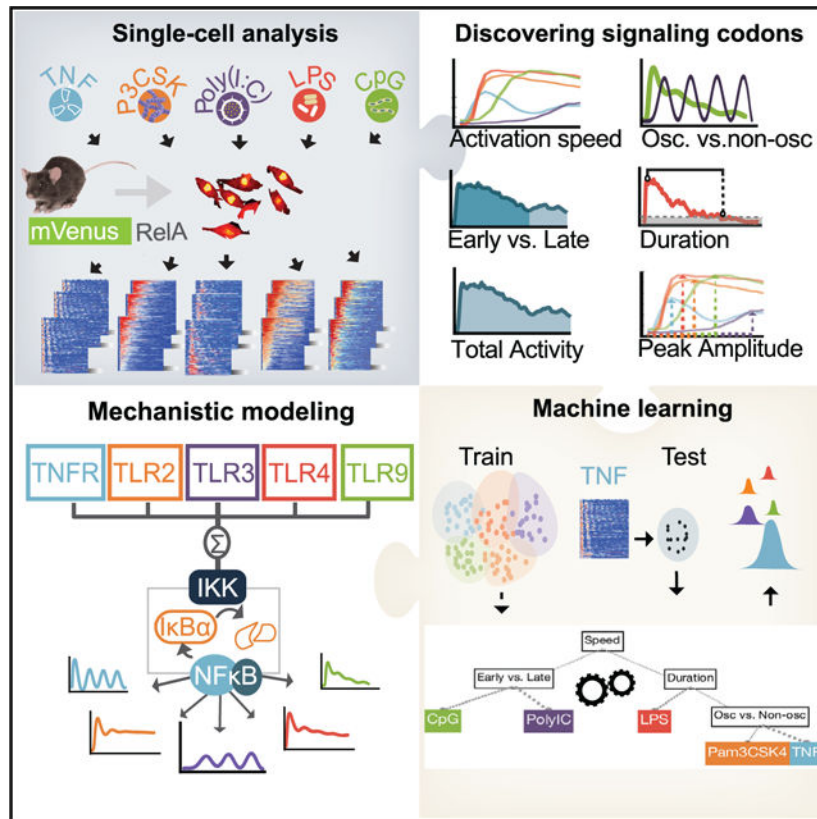 Single-cell analysis
TNF
P3CSK
Poly(I:C)
LPS
CpG
mVenus RelA
Discovering signaling codons
Activation speed
Osc. vs.non-osc
Early vs. Late
Duration
Total Activity
Peak Amplitude
Mechanistic modeling
TNFR
TLR2
TLR3
TLR4
TLR9
Σ
IKK
IκBα
NFκB
Machine learning
Train
TNF
Test
Speed
Early vs. Late
Duration
CpG
PolyIC
LPS
Osc vs. Non-osc
Pam3CSK4
TNF